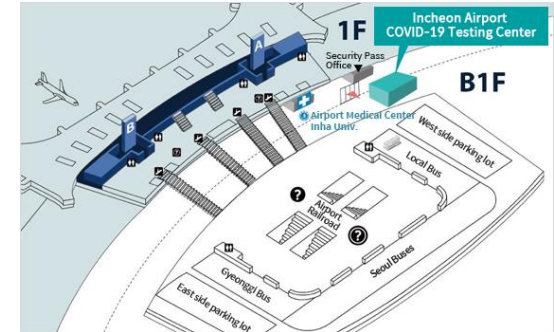 Incheon Airport
COVID-19 Testing Center
1F
Security Pass
Office
B1F
A
Airport Medical Center
Inha Univ.
West side parking lot
B
Local Bus
?
Airport
Railroad
?
Seoul Buses
Gyeonggi Bus
East side parking lot